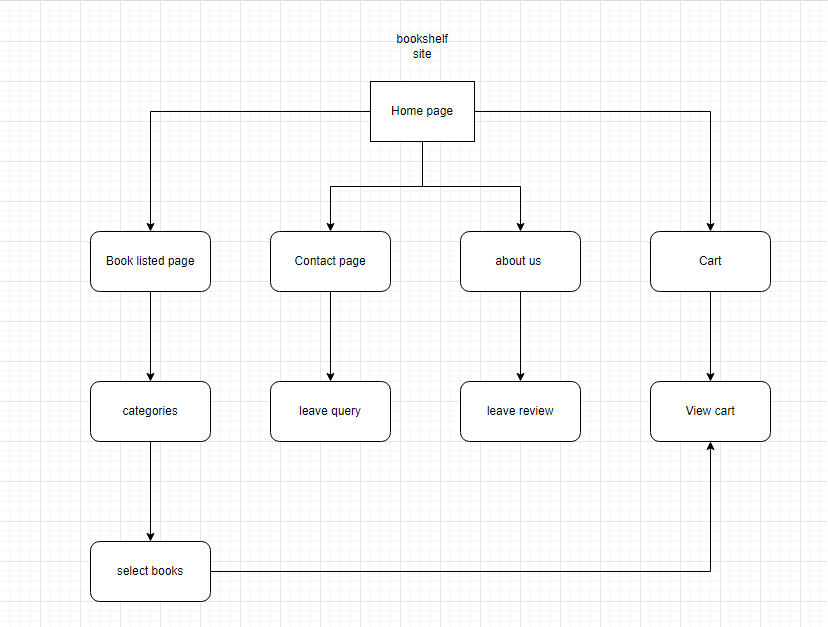 bookshelf
site
Home page
Book listed page
Contact page
about us
Cart
categories
leave query
leave review
View cart
select books